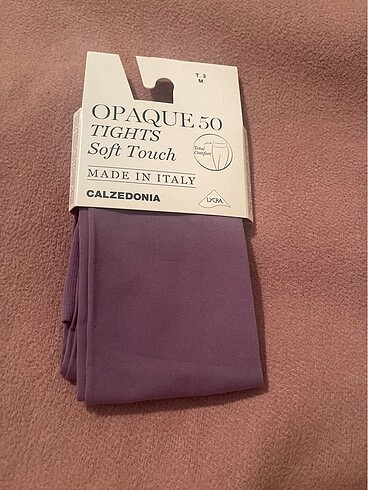 T. 3
M
OPAQUE 50
TIGHTS
Soft Touch
Total
Comfort
MADE IN ITALY
CALZEDONIA
LYCRA